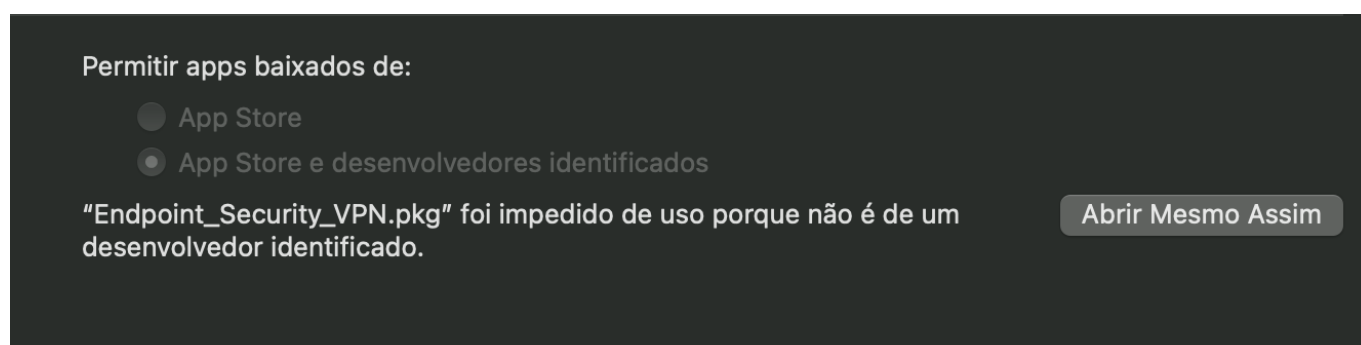 Permitir apps baixados de:
App Store
App Store e desenvolvedores identificados
“Endpoint_Security_VPN.pkg” foi impedido de uso porque não é de um
desenvolvedor identificado.
Abrir Mesmo Assim